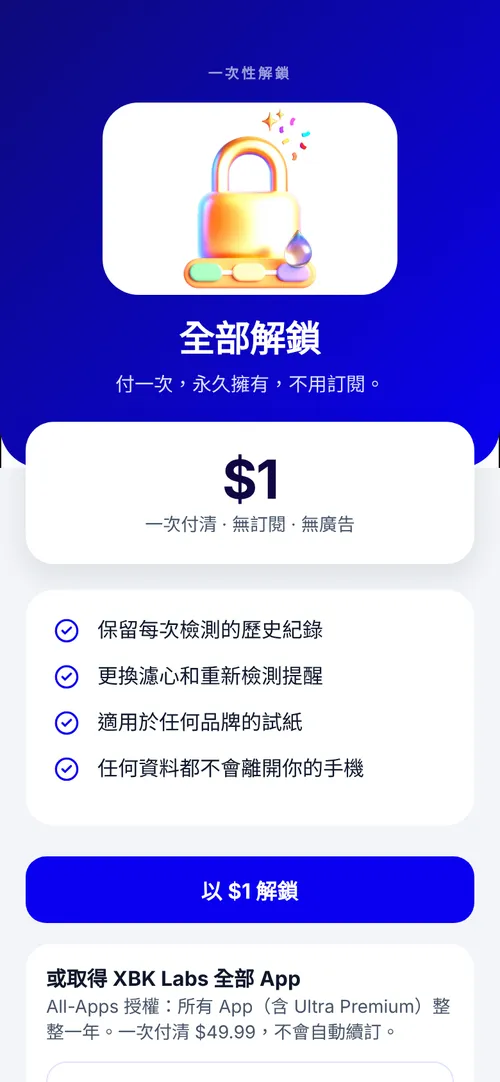 一次性解鎖
全部解鎖
付一次，永久擁有，不用訂閱。
$1
一次付清 · 無訂閱 · 無廣告
保留每次檢測的歷史紀錄
更換濾心和重新檢測提醒
適用於任何品牌的試紙
任何資料都不會離開你的手機
以 $1 解鎖
或取得 XBK Labs 全部 App
All-Apps 授權：所有 App（含 Ultra Premium）整
整一年。一次付清 $49.99，不會自動續訂。